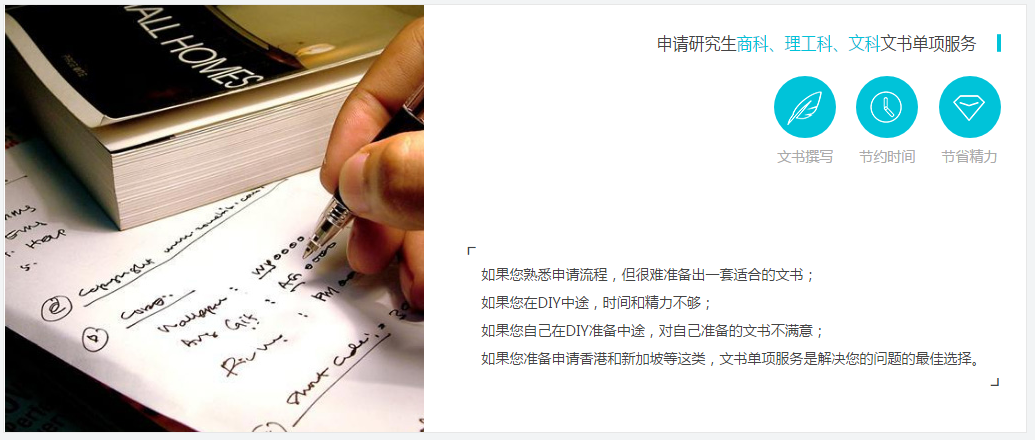 ALL HOMES
申请研究生商科、理工科、文科文书单项服务
文书撰写
节约时间
节省精力
如果您熟悉申请流程，但很难准备出一套适合的文书；
如果您在DIY中途，时间和精力不够；
如果您自己在DIY准备中途，对自己准备的文书不满意；
如果您准备申请香港和新加坡等这类，文书单项服务是解决您的问题的最佳选择。
Copyright
Short Code: